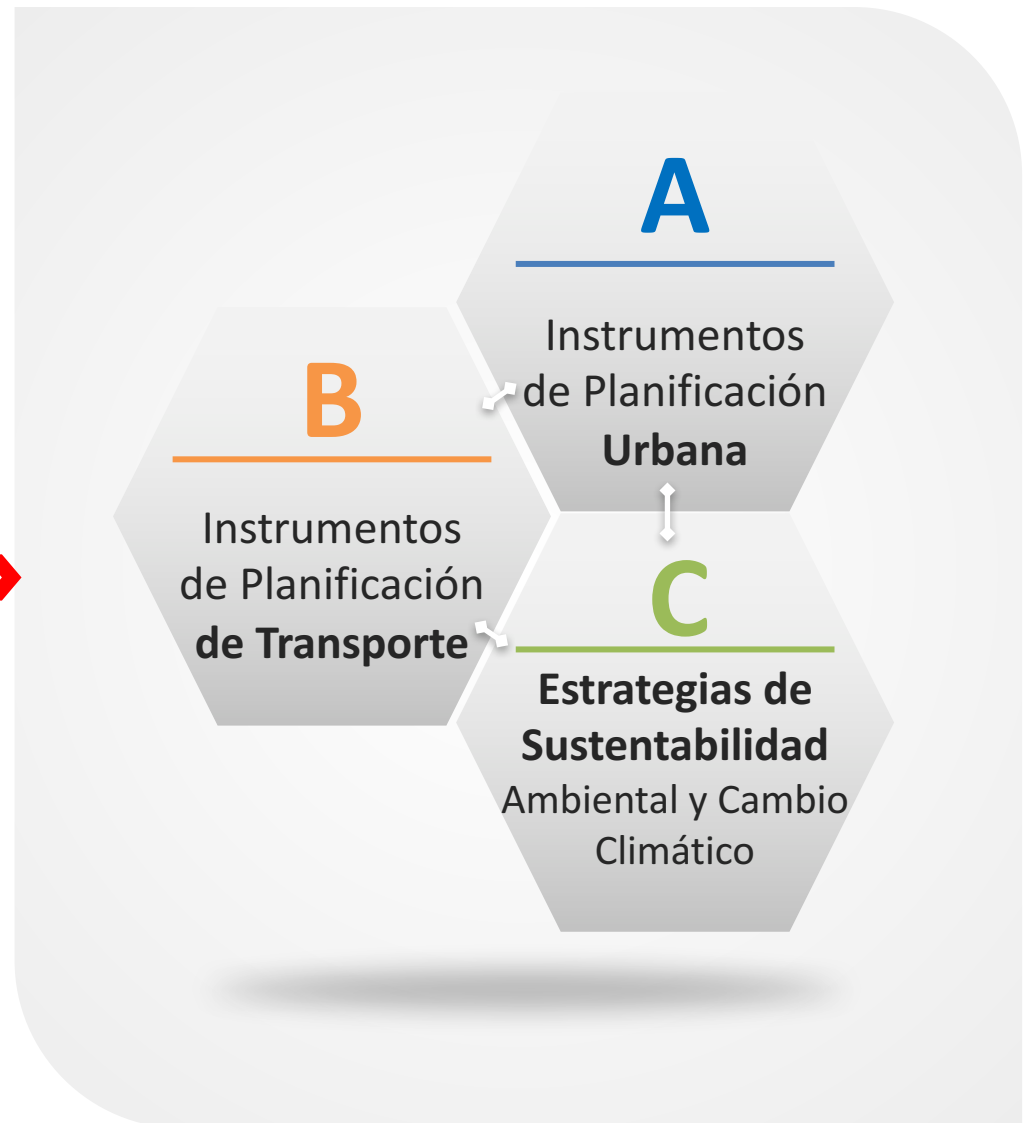 A
Instrumentos
de Planificación
Urbana
B
Instrumentos
de Planificación
de Transporte
C
Estrategias de
Sustentabilidad
Ambiental y Cambio
Climático